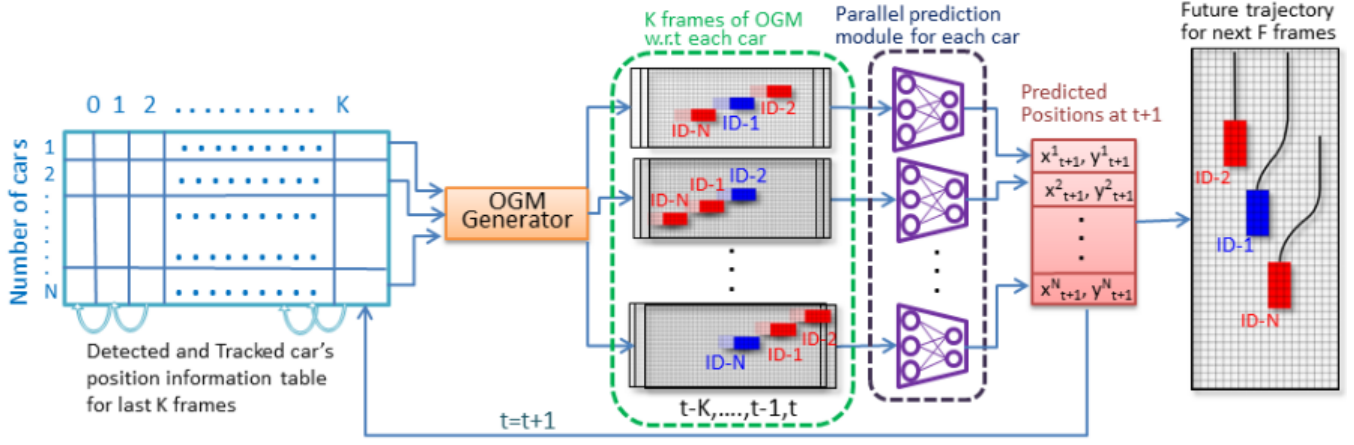 0 1 2 .......... K
Number of cars
1
2
N
Detected and Tracked car's
position information table
for last K frames
OGM
Generator
K frames of OGM
w.r.t each car
ID-N
ID-1
ID-2
ID-N
ID-1
ID-2
ID-N
ID-1
ID-2
t-K,....,t-1,t
t=t+1
Parallel prediction
module for each car
Predicted
Positions at t+1
x¹ₜ₊₁, y¹ₜ₊₁
x²ₜ₊₁, y²ₜ₊₁
xᴺₜ₊₁, yᴺₜ₊₁
Future trajectory
for next F frames
ID-2
ID-1
ID-N